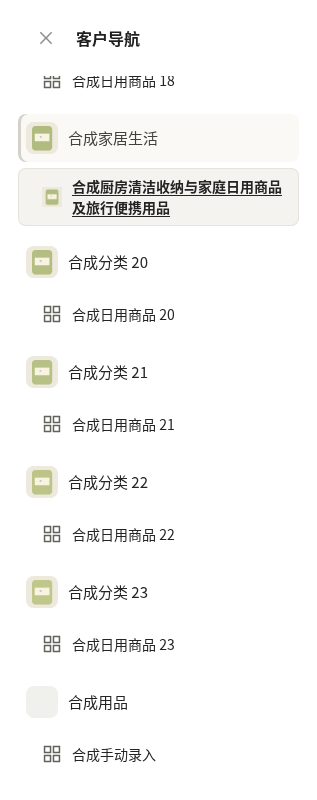 客户导航
合成日用商品 18
合成家居生活
合成厨房清洁收纳与家庭日用商品
及旅行便携用品
合成分类 20
合成日用商品 20
合成分类 21
合成日用商品 21
合成分类 22
合成日用商品 22
合成分类 23
合成日用商品 23
合成用品
合成手动录入